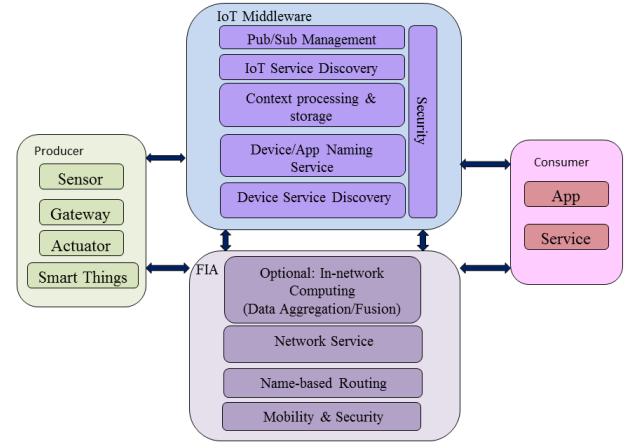 IoT Middleware
Pub/Sub Management
IoT Service Discovery
Context processing &
storage
Device/App Naming
Service
Device Service Discovery
Security
Producer
Sensor
Gateway
Actuator
Smart Things
Consumer
App
Service
FIA
Optional: In-network
Computing
(Data Aggregation/Fusion)
Network Service
Name-based Routing
Mobility & Security